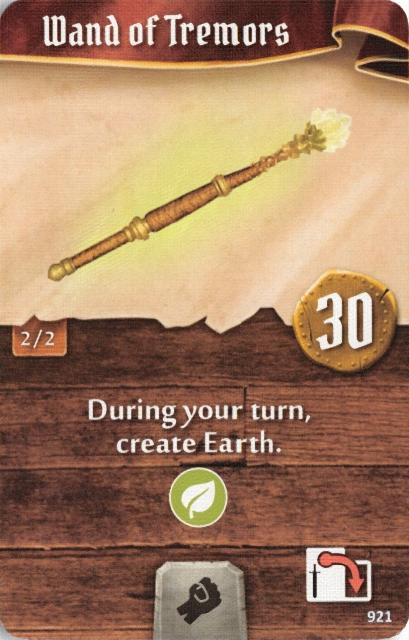 Wand of Tremors
30
2/2
During your turn,
create Earth.
921